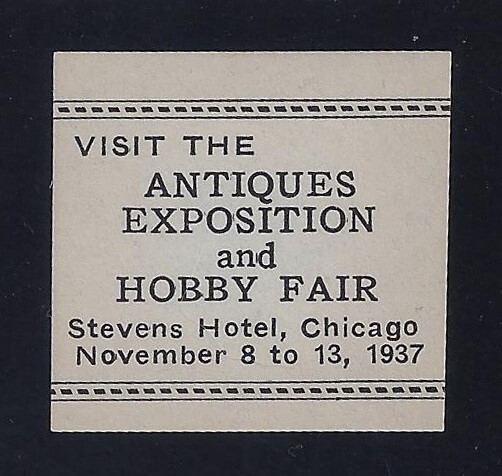 VISIT THE
ANTIQUES
EXPOSITION
and
HOBBY FAIR
Stevens Hotel, Chicago
November 8 to 13, 1937